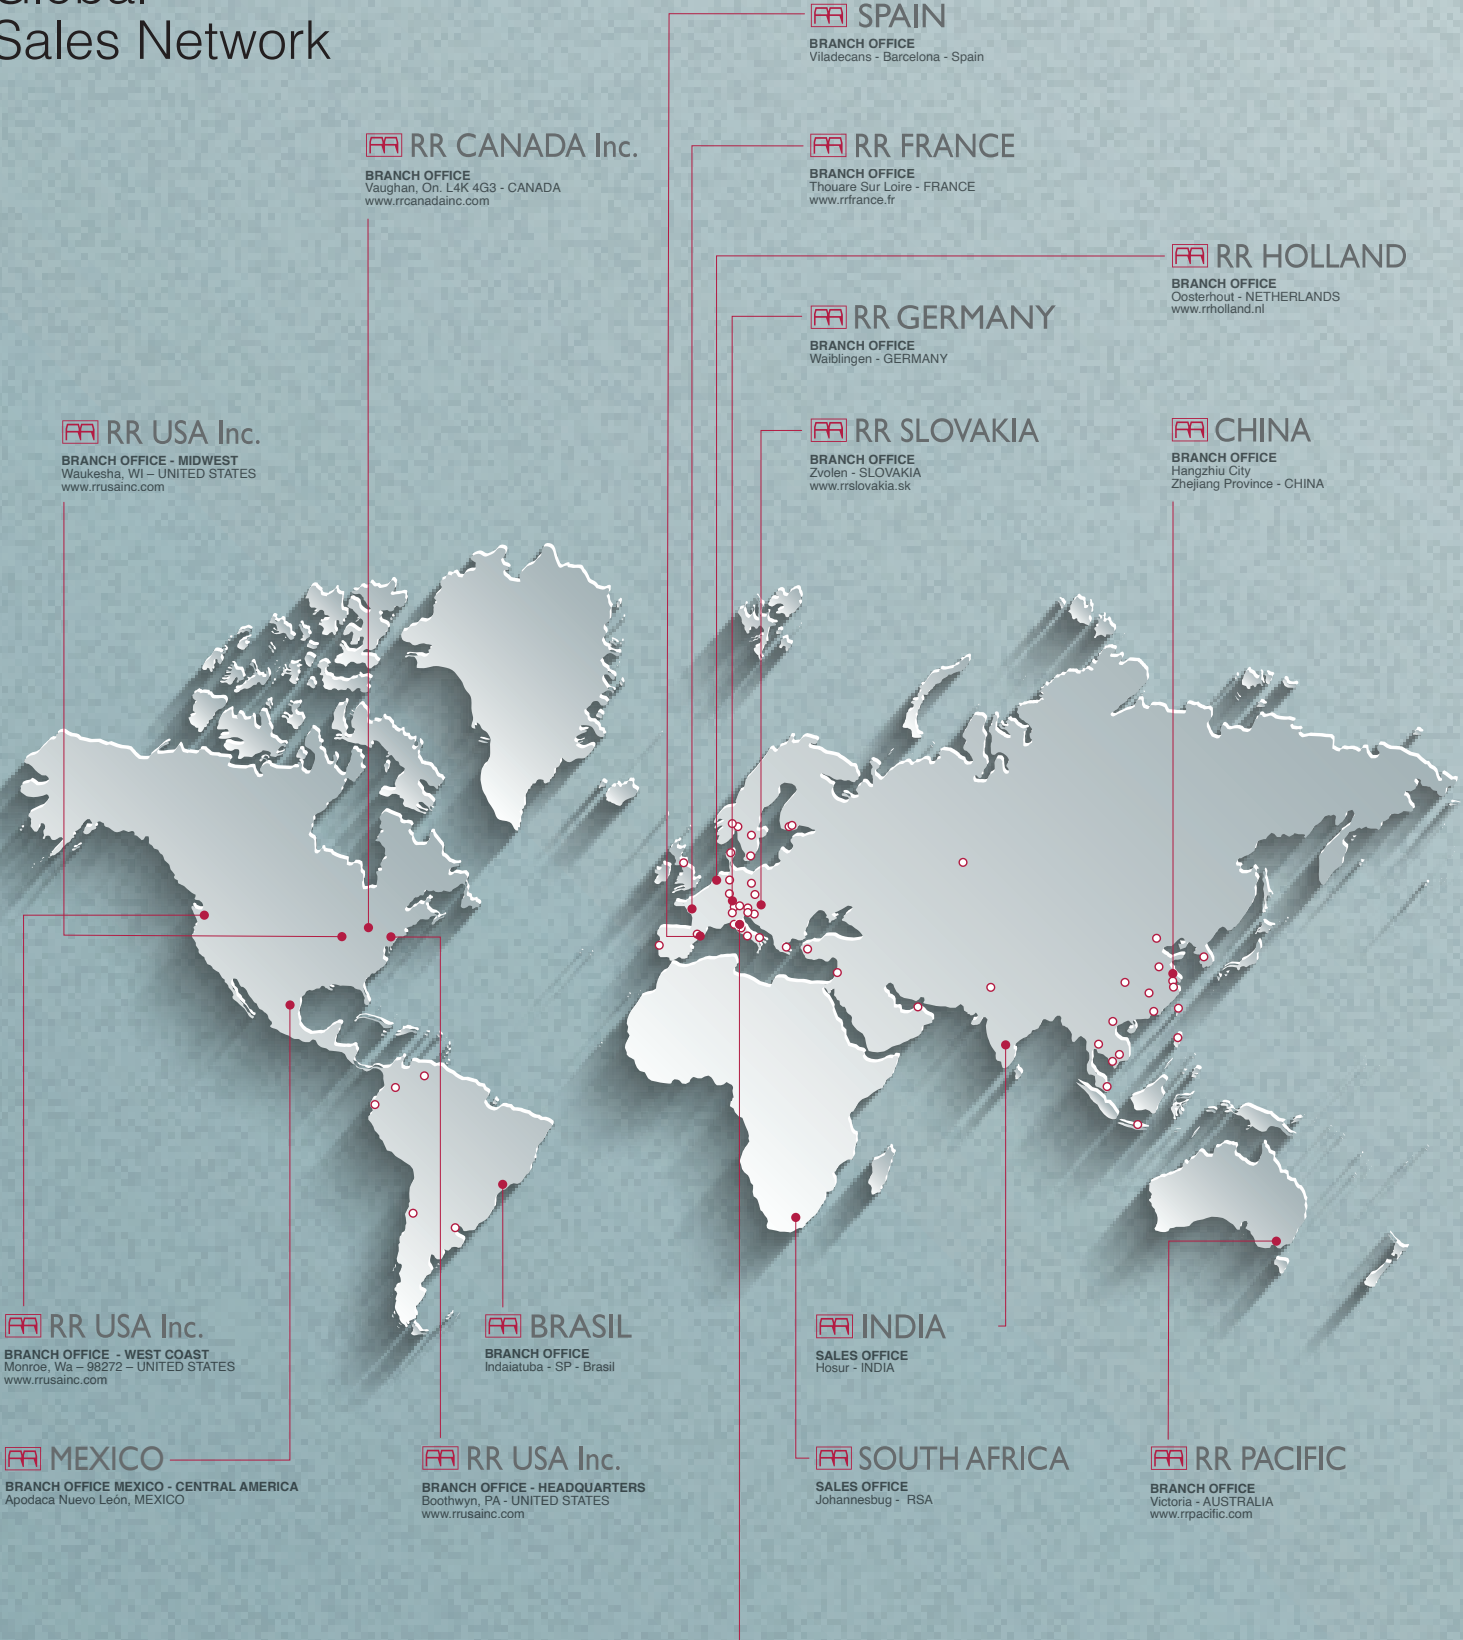 Global
Sales Network
SPAIN
BRANCH OFFICE
Viladecans - Barcelona - Spain
RR CANADA Inc.
BRANCH OFFICE
Vaughan, On. L4K 4G3 - CANADA
www.rrcanadainc.com
RR FRANCE
BRANCH OFFICE
Thouare Sur Loire - FRANCE
www.rrfrance.fr
RR HOLLAND
BRANCH OFFICE
Oosterhout - NETHERLANDS
www.rrholland.nl
RR GERMANY
BRANCH OFFICE
Waiblingen - GERMANY
RR USA Inc.
BRANCH OFFICE - MIDWEST
Waukesha, WI – UNITED STATES
www.rrusainc.com
RR SLOVAKIA
BRANCH OFFICE
Zvolen - SLOVAKIA
www.rrslovakia.sk
CHINA
BRANCH OFFICE
Hangzhiu City
Zhejiang Province - CHINA
RR USA Inc.
BRANCH OFFICE - WEST COAST
Monroe, Wa – 98272 – UNITED STATES
www.rrusainc.com
BRASIL
BRANCH OFFICE
Indaiatuba - SP - Brasil
INDIA
SALES OFFICE
Hosur - INDIA
MEXICO
BRANCH OFFICE MEXICO - CENTRAL AMERICA
Apodaca Nuevo León, MEXICO
RR USA Inc.
BRANCH OFFICE - HEADQUARTERS
Boothwyn, PA - UNITED STATES
www.rrusainc.com
SOUTH AFRICA
SALES OFFICE
Johannesbug - RSA
RR PACIFIC
BRANCH OFFICE
Victoria - AUSTRALIA
www.rrpacific.com